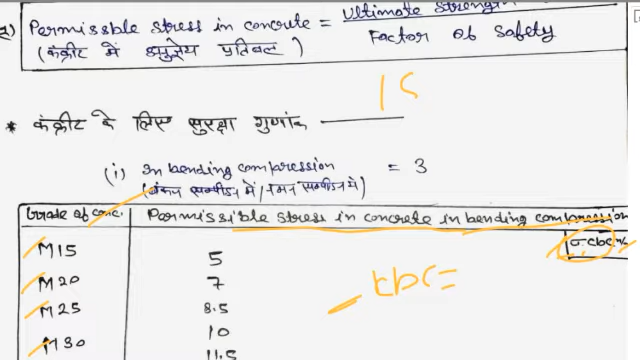 Permissible stress in concrete = Ultimate Strength
(कंक्रीट में अनुज्ञेय प्रतिबल) Factor of Safety
15
* कंक्रीट के लिए सुरक्षा गुणांक
(i) In bending compression = 3
Grade of conc. Permissible stress in concrete in bending compression
σcbc
M15 5
M20 7
cbc=
M25 8.5
M30 10
11.5